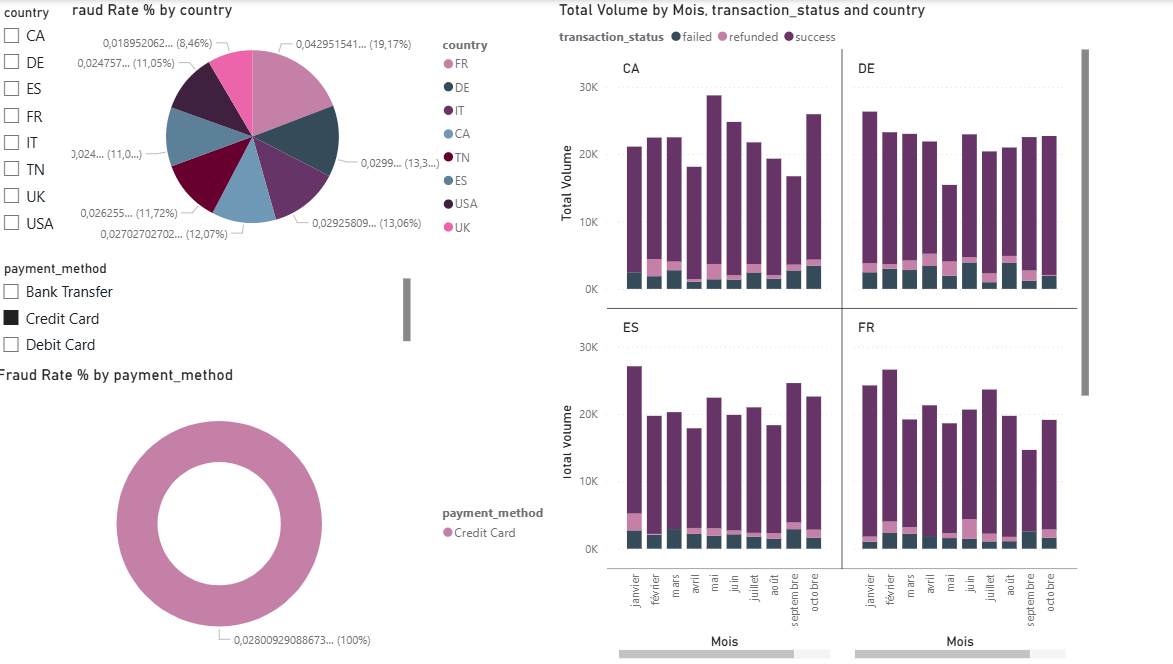 country
CA
DE
ES
FR
IT
TN
UK
USA
raud Rate % by country
0,018952062... (8,46%)
0,042951541... (19,17%)
0,024757... (11,05%)
0,024... (11,0...)
0,0299... (13,3...)
0,026255... (11,72%)
0,02925809... (13,06%)
0,02702702702... (12,07%)
country
FR
DE
IT
CA
TN
ES
USA
UK
payment_method
Bank Transfer
Credit Card
Debit Card
Fraud Rate % by payment_method
0,02800929088673... (100%)
payment_method
Credit Card
Total Volume by Mois, transaction_status and country
transaction_status failed refunded success
CA
DE
30K
20K
10K
0K
Total Volume
ES
FR
30K
20K
10K
0K
Total Volume
janvier
février
mars
avril
mai
juin
juillet
août
septembre
octobre
janvier
février
mars
avril
mai
juin
juillet
août
septembre
octobre
Mois
Mois